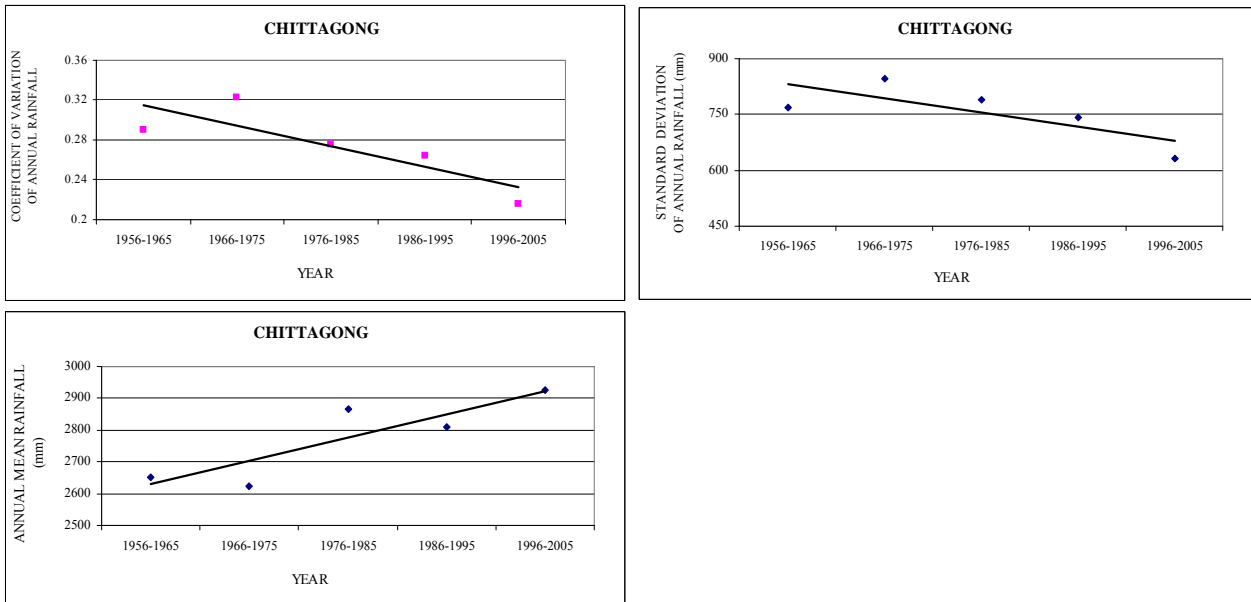 CHITTAGONG
COEFFICIENT OF VARIATION
OF ANNUAL RAINFALL
0.36
0.32
0.28
0.24
0.2
1956-1965 1966-1975 1976-1985 1986-1995 1996-2005
YEAR
CHITTAGONG
STANDARD DEVIATION
OF ANNUAL RAINFALL (mm)
900
750
600
450
1956-1965 1966-1975 1976-1985 1986-1995 1996-2005
YEAR
CHITTAGONG
ANNUAL MEAN RAINFALL
(mm)
3000
2900
2800
2700
2600
2500
1956-1965 1966-1975 1976-1985 1986-1995 1996-2005
YEAR